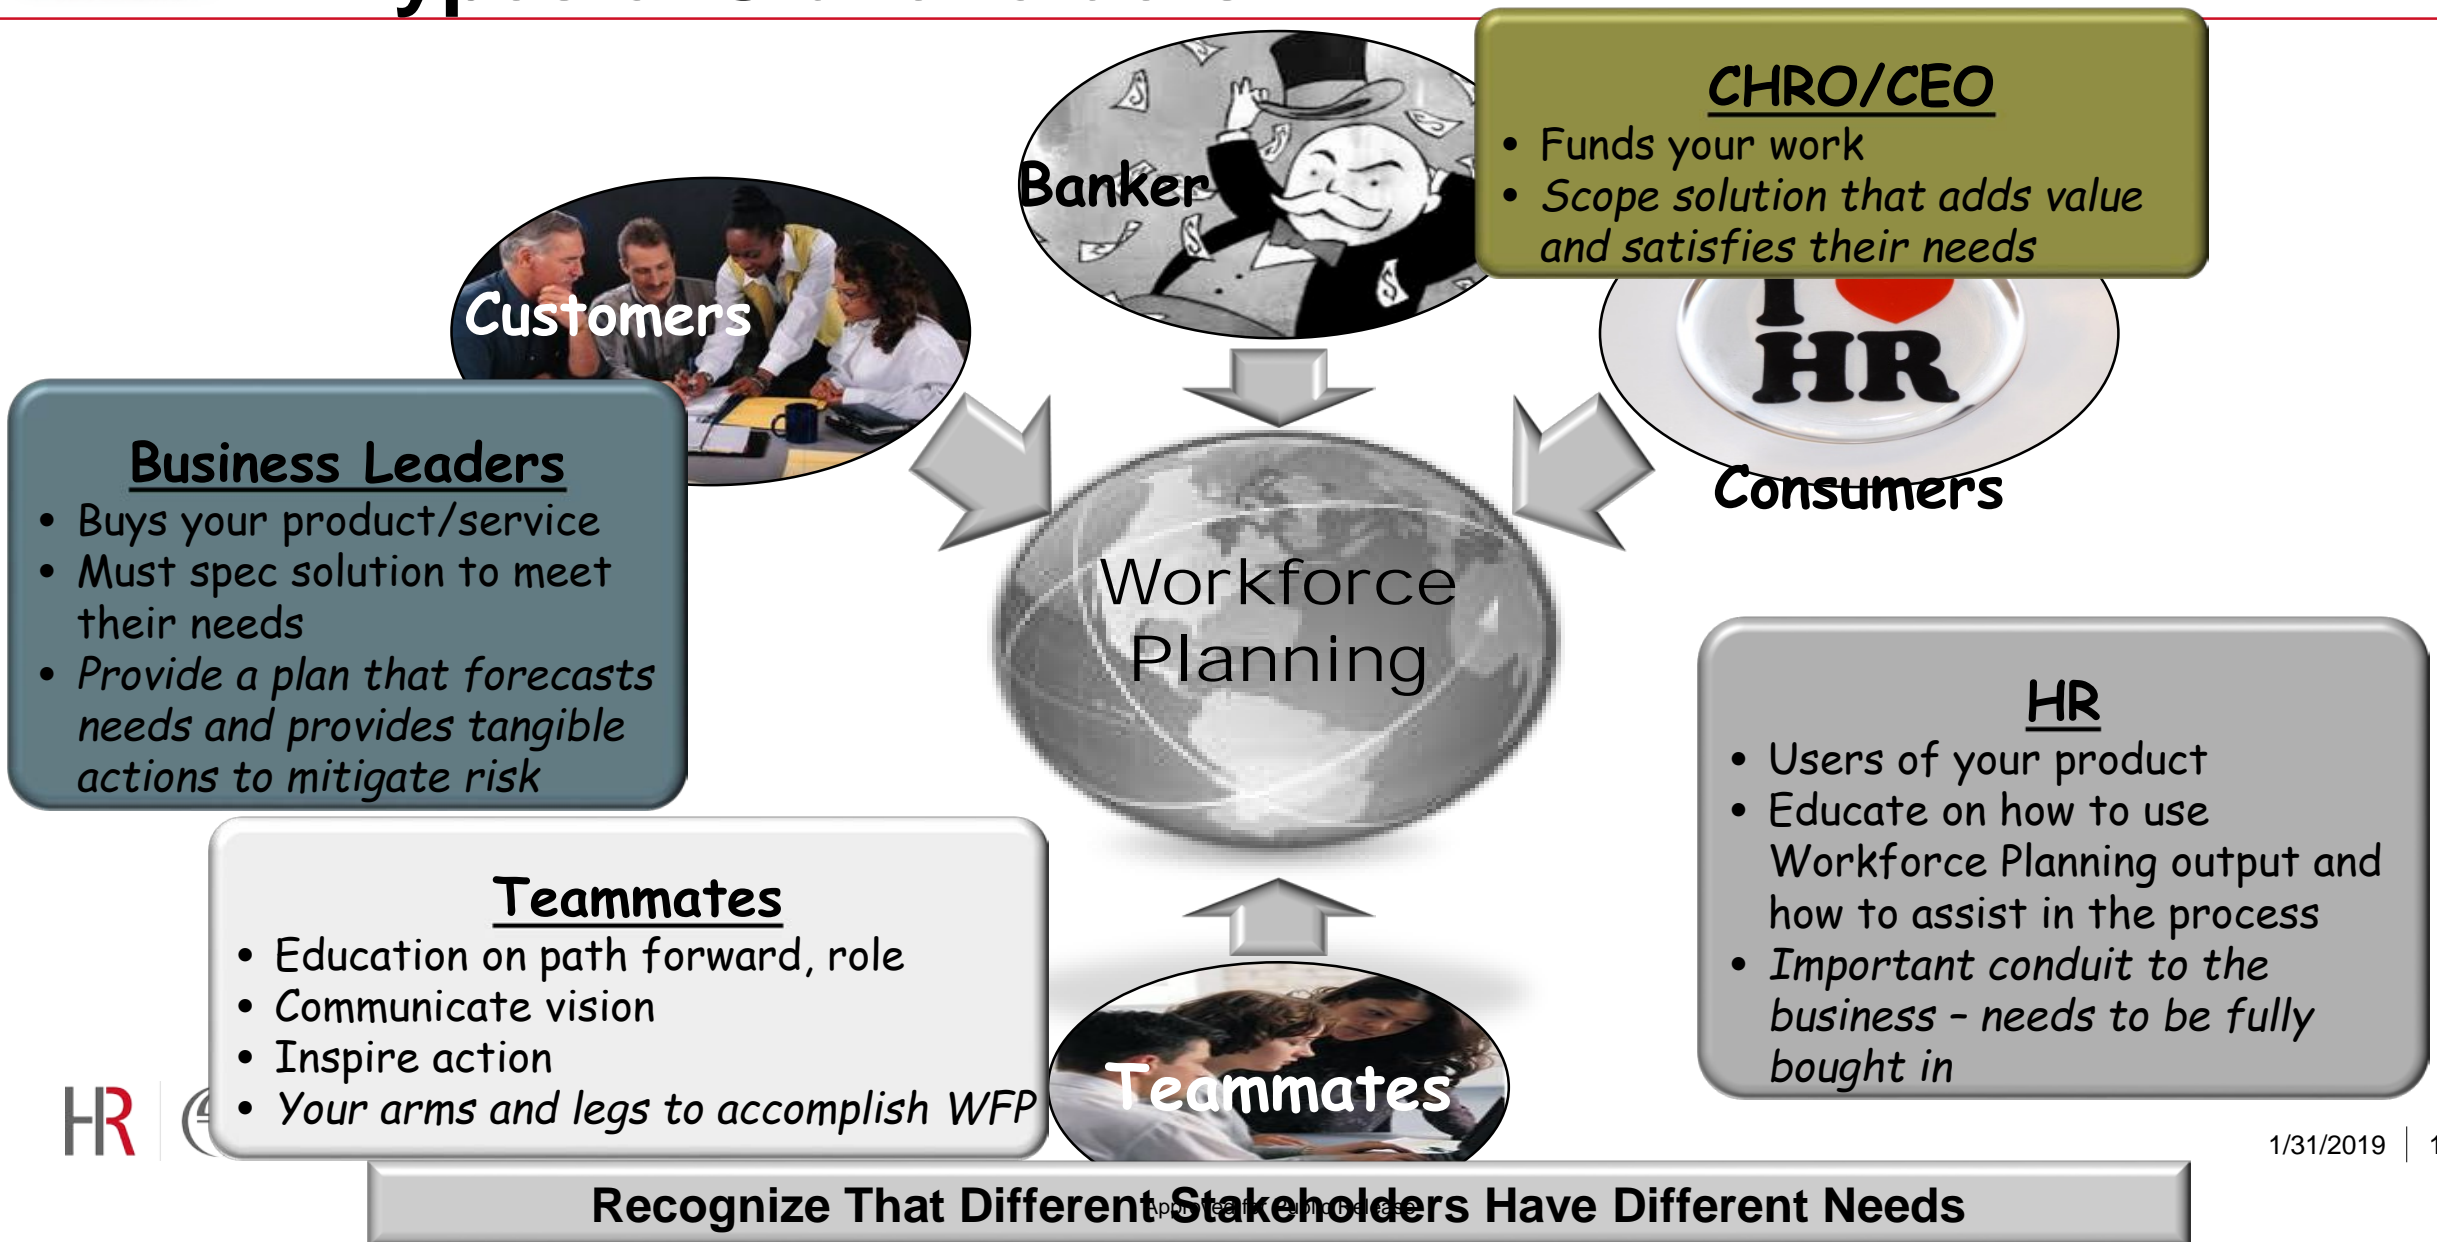 Banker
CHRO/CEO
• Funds your work
• Scope solution that adds value
and satisfies their needs
Customers
I
HR
Consumers
Business Leaders
• Buys your product/service
• Must spec solution to meet
their needs
• Provide a plan that forecasts
needs and provides tangible
actions to mitigate risk
Workforce
Planning
HR
• Users of your product
• Educate on how to use
Workforce Planning output and
how to assist in the process
• Important conduit to the
business – needs to be fully
bought in
Teammates
• Education on path forward, role
• Communicate vision
• Inspire action
• Your arms and legs to accomplish WFP
Teammates
HR
1/31/2019
Approved for Public Release
Recognize That Different Stakeholders Have Different Needs